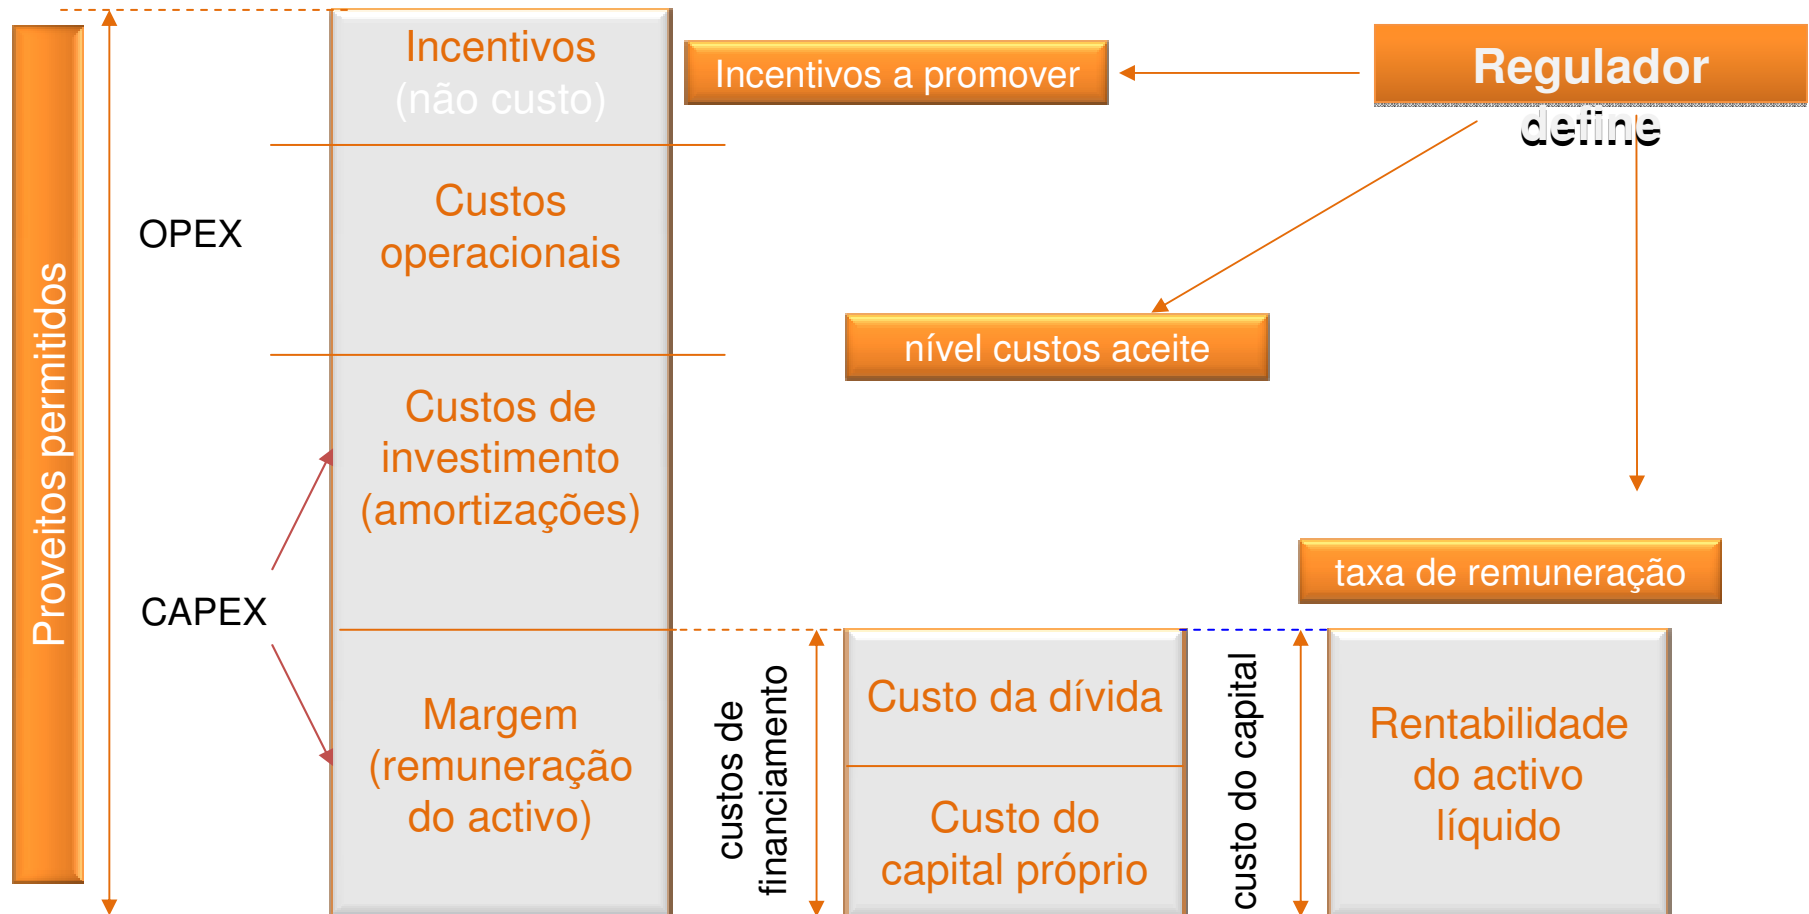 Proveitos permitidos
OPEX
CAPEX
Incentivos
(não custo)
Custos
operacionais
Custos de
investimento
(amortizações)
Margem
(remuneração
do activo)
Incentivos a promover
Regulador
define
nível custos aceite
taxa de remuneração
custos de
financiamento
Custo da dívida
Custo do
capital próprio
custo do capital
Rentabilidade
do activo
líquido